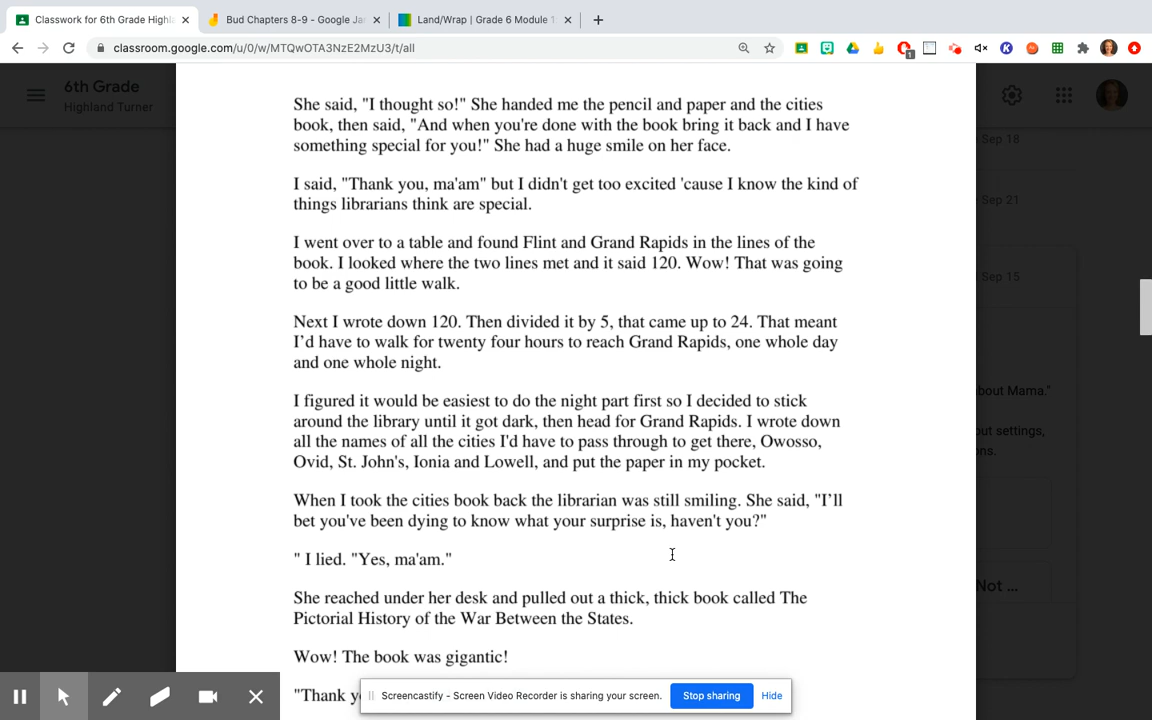 Classwork for 6th Grade Highl
Bud Chapters 8-9 - Google Ja
Land/Wrap | Grade 6 Module 1
classroom.google.com/u/0/w/MTQwOTA3NzE2MzU3/t/all
1
6th Grade
Highland Turner
Sep 18
Sep 21
Sep 15
bout Mama."
out settings,
ons.
Not ...
She said, "I thought so!" She handed me the pencil and paper and the cities
book, then said, "And when you're done with the book bring it back and I have
something special for you!" She had a huge smile on her face.
I said, "Thank you, ma'am" but I didn't get too excited 'cause I know the kind of
things librarians think are special.
I went over to a table and found Flint and Grand Rapids in the lines of the
book. I looked where the two lines met and it said 120. Wow! That was going
to be a good little walk.
Next I wrote down 120. Then divided it by 5, that came up to 24. That meant
I'd have to walk for twenty four hours to reach Grand Rapids, one whole day
and one whole night.
I figured it would be easiest to do the night part first so I decided to stick
around the library until it got dark, then head for Grand Rapids. I wrote down
all the names of all the cities I'd have to pass through to get there, Owosso,
Ovid, St. John's, Ionia and Lowell, and put the paper in my pocket.
When I took the cities book back the librarian was still smiling. She said, "I'll
bet you've been dying to know what your surprise is, haven't you?"
" I lied. "Yes, ma'am."
She reached under her desk and pulled out a thick, thick book called The
Pictorial History of the War Between the States.
Wow! The book was gigantic!
"Thank y
Screencastify - Screen Video Recorder is sharing your screen.
Stop sharing
Hide